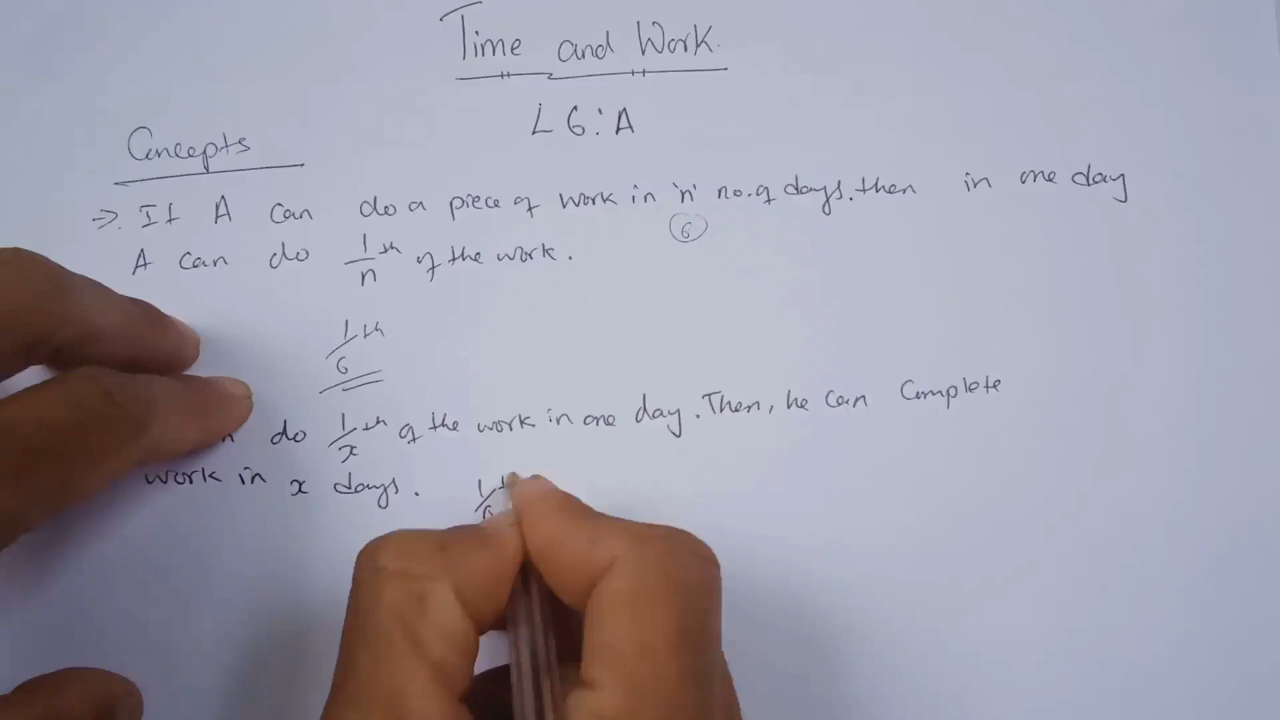 Time and Work.
L6:A
Concepts
→. If A can do a piece of work in 'n' no. of days. then in one day
6
A can do 1/n th of the work.
1/6 th
do 1/x th of the work in one day. Then, he can Complete
work in x days. 1/6